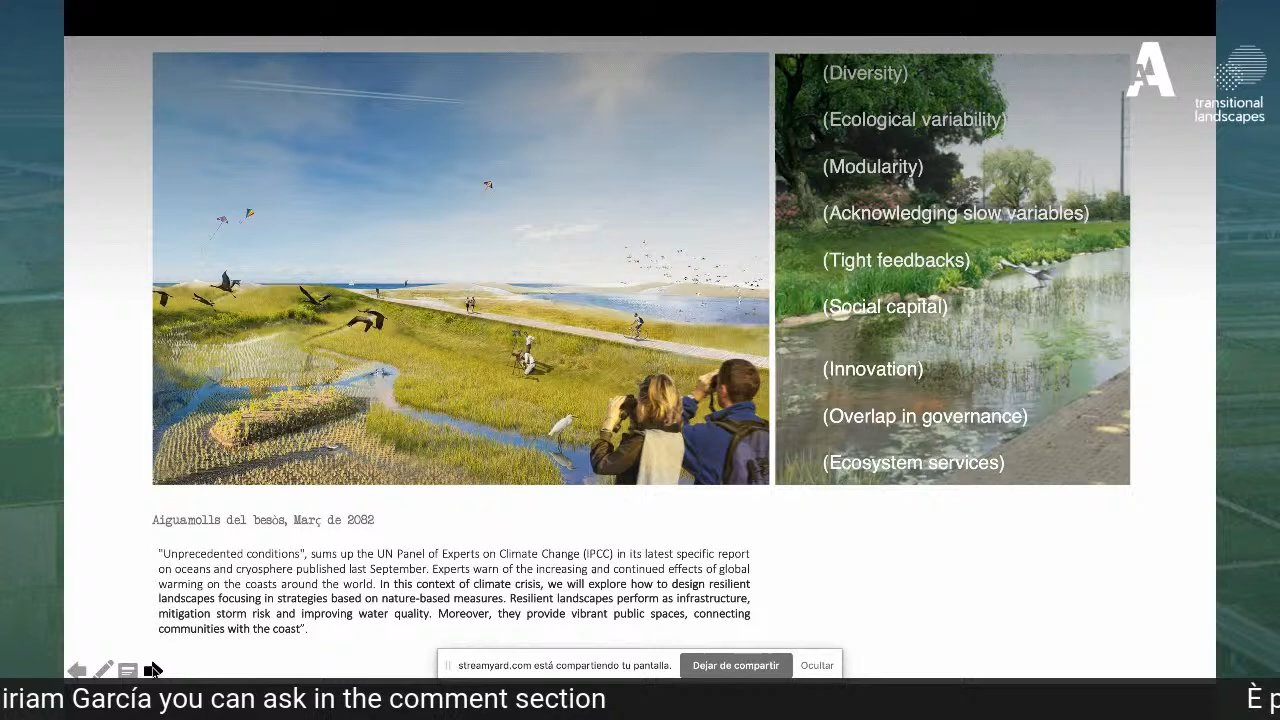 (Diversity)
(Ecological variability)
(Modularity)
(Acknowledging slow variables)
(Tight feedbacks)
(Social capital)
(Innovation)
(Overlap in governance)
(Ecosystem services)
A
A
transitional
landscapes
Aiguamolls del besòs, Març de 2082
"Unprecedented conditions", sums up the UN Panel of Experts on Climate Change (IPCC) in its latest specific report
on oceans and cryosphere published last September. Experts warn of the increasing and continued effects of global
warming on the coasts around the world. In this context of climate crisis, we will explore how to design resilient
landscapes focusing in strategies based on nature-based measures. Resilient landscapes perform as infrastructure,
mitigation storm risk and improving water quality. Moreover, they provide vibrant public spaces, connecting
communities with the coast”.
streamyard.com está compartiendo tu pantalla.
Dejar de compartir
Ocultar
iriam García you can ask in the comment section
È p